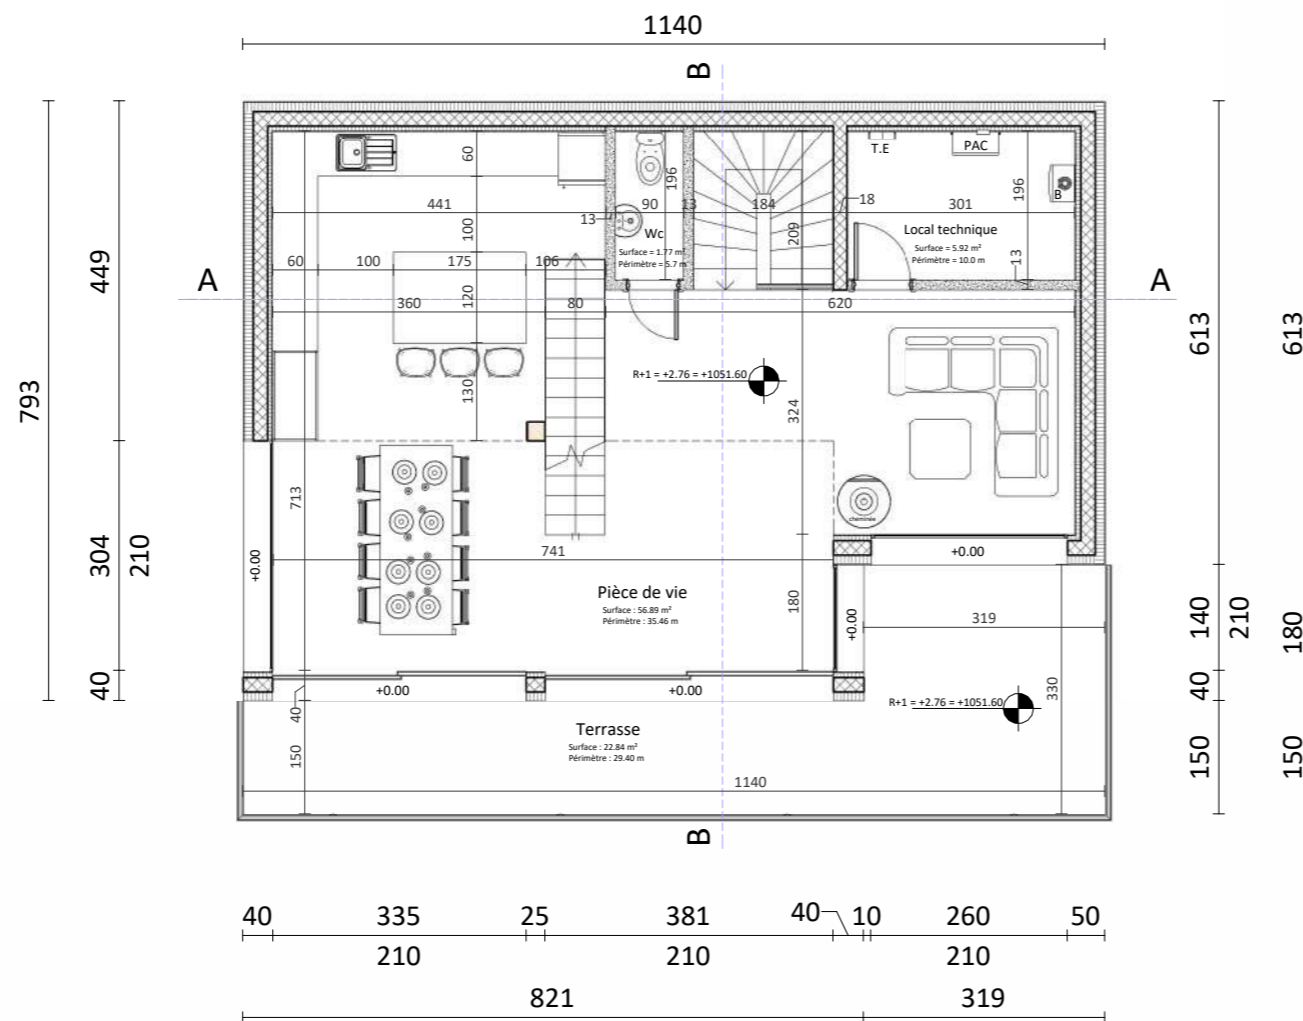 1140
B
T.E
PAC
B
60
441
13
90
13
184
18
301
196
196
Wc
Surface = 1.77 m²
Périmètre = 5.7 m
209
Local technique
Surface = 5.92 m²
Périmètre = 10.0 m
13
100
60
100
175
106
A
A
360
120
80
620
449
793
613
613
R+1 = +2.76 = +1051.60
130
324
cheminée
713
304
210
+0.00
741
+0.00
Pièce de vie
Surface : 56.89 m²
Périmètre : 35.46 m
180
+0.00
319
140
210
180
40
+0.00
+0.00
40
330
R+1 = +2.76 = +1051.60
40
Terrasse
Surface : 22.84 m²
Périmètre : 29.40 m
150
150
150
1140
B
40
335
25
381
40
10
260
50
210
210
210
821
319